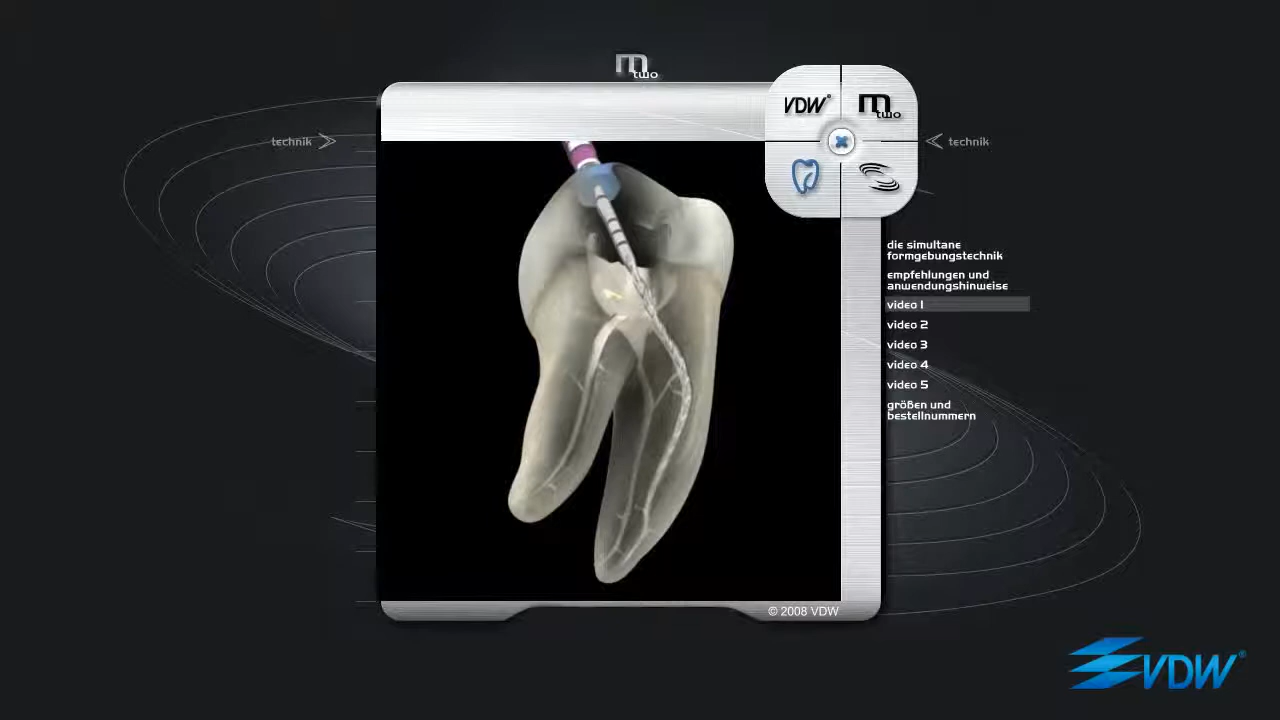 m
two
VDW®
m
two
technik
technik
die simultane
formgebungstechnik
empfehlungen und
anwendungshinweise
video 1
video 2
video 3
video 4
video 5
größen und
bestellnummern
© 2008 VDW
VDW®